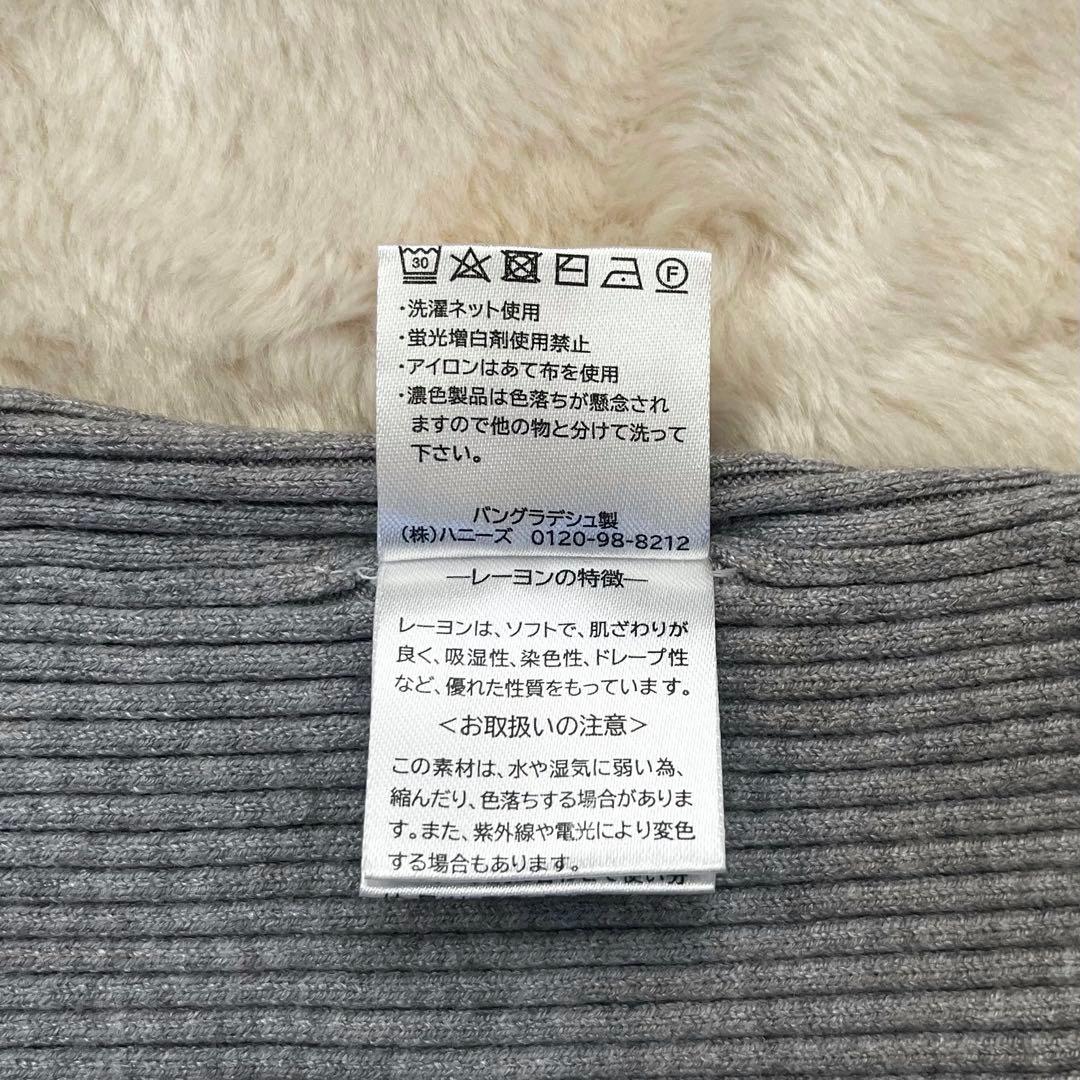 30
F
・洗濯ネット使用
・蛍光増白剤使用禁止
・アイロンはあて布を使用
・濃色製品は色落ちが懸念され
ますので他の物と分けて洗って
下さい。
バングラデシュ製
(株)ハニーズ 0120-98-8212
―レーヨンの特徴―
レーヨンは、ソフトで、肌ざわりが
良く、吸湿性、染色性、ドレープ性
など、優れた性質をもっています。
<お取扱いの注意>
この素材は、水や湿気に弱い為、
縮んだり、色落ちする場合がありま
す。また、紫外線や電光により変色
する場合もあります。